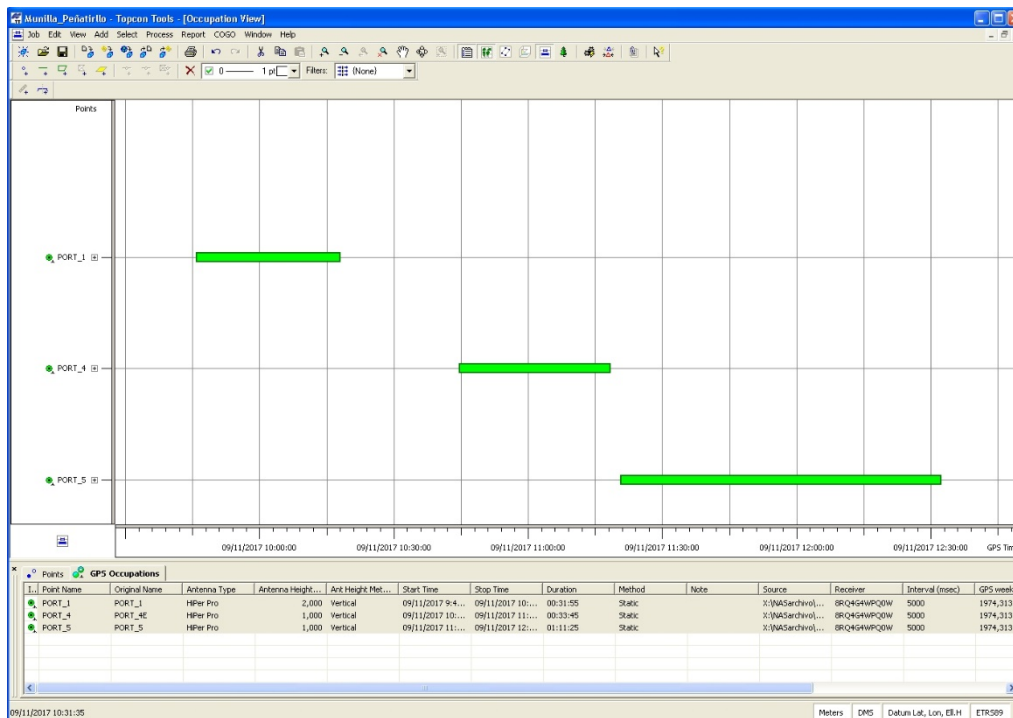 Munilla_Peñatirllo - Topcon Tools - [Occupation View]
Job Edit View Add Select Process Report COGO Window Help
0 1 pt Filters: (None)
Points
PORT_1
PORT_4
PORT_5
09/11/2017 10:00:00 09/11/2017 10:30:00 09/11/2017 11:00:00 09/11/2017 11:30:00 09/11/2017 12:00:00 09/11/2017 12:30:00 GPS Tim
Points GPS Occupations
I... Point Name Original Name Antenna Type Antenna Height... Ant Height Met... Start Time Stop Time Duration Method Note Source Receiver Interval (msec) GPS week
PORT_1 PORT_1 HiPer Pro 2,000 Vertical 09/11/2017 9:4... 09/11/2017 10:... 00:31:55 Static X:\NASarchivo\... 8RQ4G4WPQ0W 5000 1974,313
PORT_4 PORT_4E HiPer Pro 1,000 Vertical 09/11/2017 10:... 09/11/2017 11:... 00:33:45 Static X:\NASarchivo\... 8RQ4G4WPQ0W 5000 1974,313
PORT_5 PORT_5 HiPer Pro 1,000 Vertical 09/11/2017 11:... 09/11/2017 12:... 01:11:25 Static X:\NASarchivo\... 8RQ4G4WPQ0W 5000 1974,313
09/11/2017 10:31:35 Meters DMS Datum Lat, Lon, Ell.H ETRS89